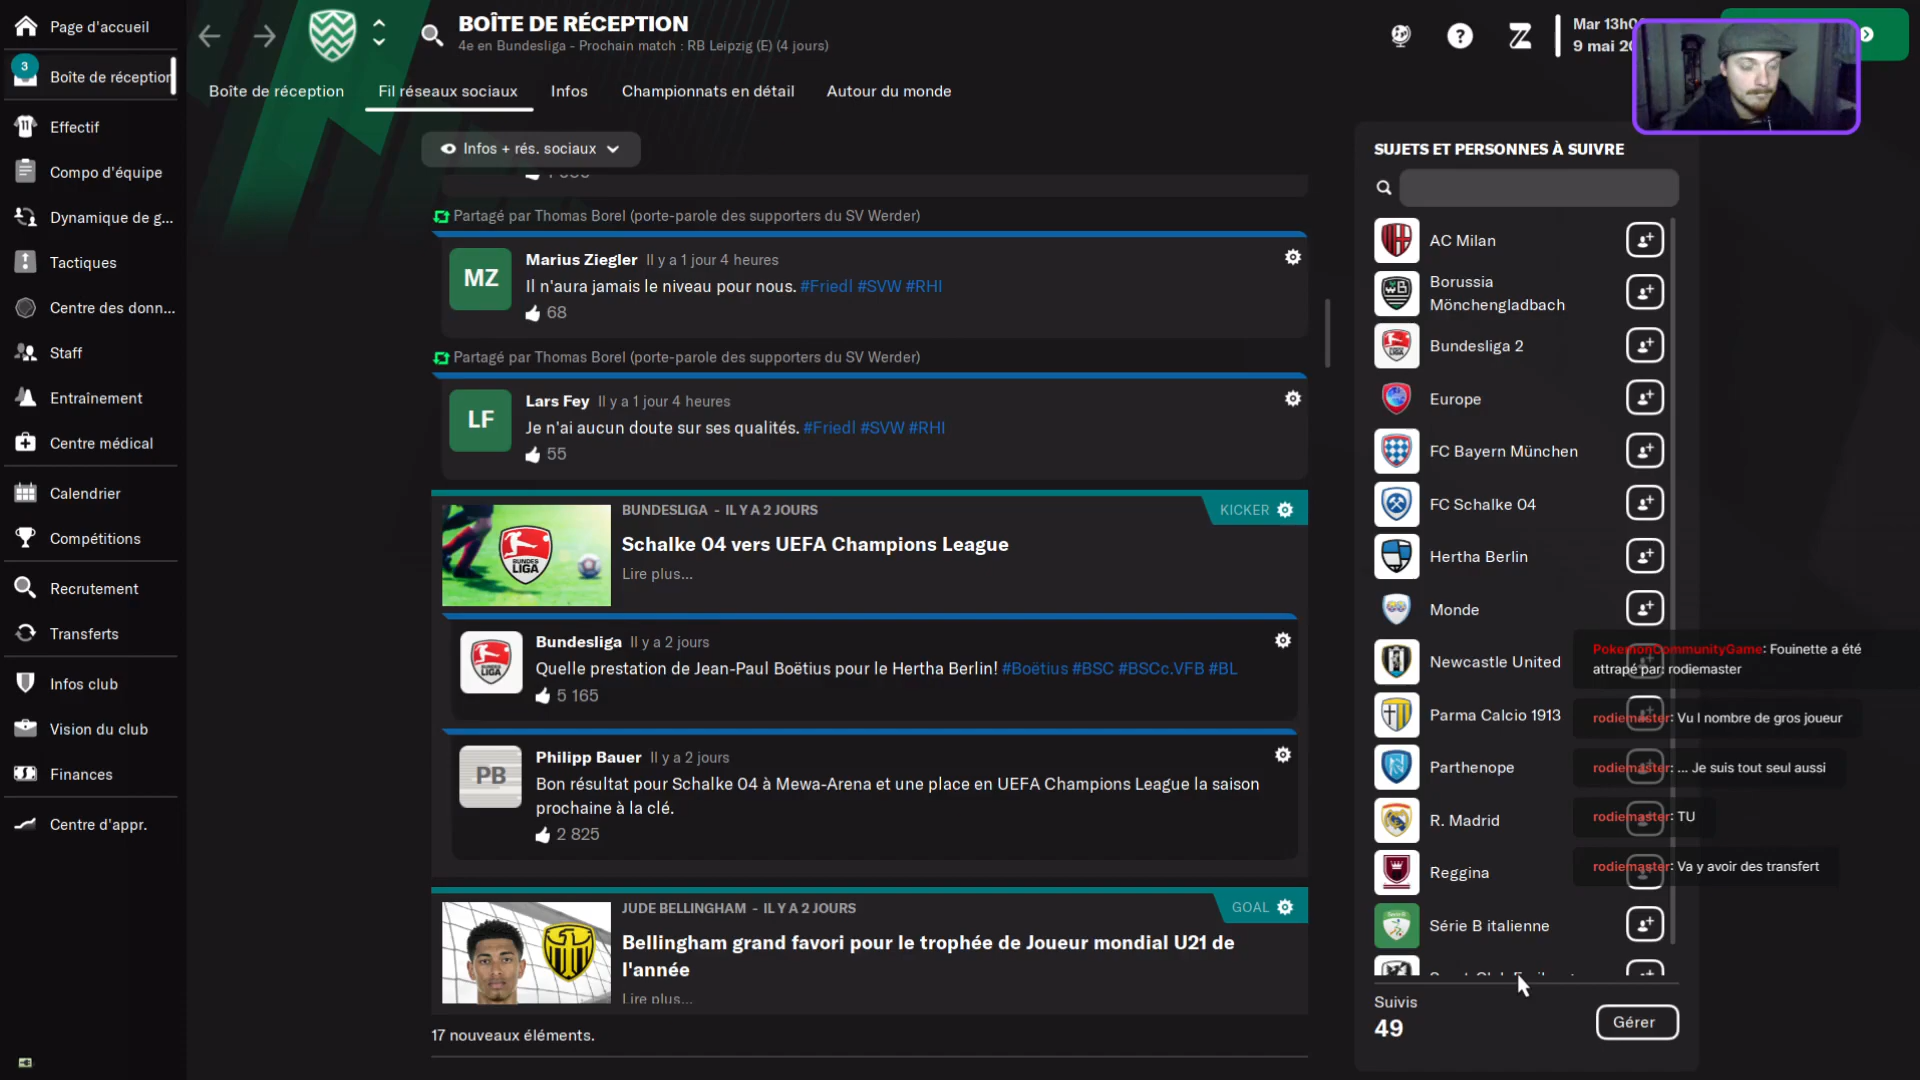 Page d'accueil
3
Boîte de réception
Effectif
Compo d'équipe
Dynamique de g...
Tactiques
Centre des donn...
Staff
Entraînement
Centre médical
Calendrier
Compétitions
Recrutement
Transferts
Infos club
Vision du club
Finances
Centre d'appr.
BOÎTE DE RÉCEPTION
4e en Bundesliga - Prochain match : RB Leipzig (E) (4 jours)
Mar
9 mai
Boîte de réception
Fil réseaux sociaux
Infos
Championnats en détail
Autour du monde
Infos + rés. sociaux
Partagé par Thomas Borel (porte-parole des supporters du SV Werder)
MZ
Marius Ziegler Il y a 1 jour 4 heures
Il n'aura jamais le niveau pour nous. #Friedl #SVW #RHI
68
Partagé par Thomas Borel (porte-parole des supporters du SV Werder)
LF
Lars Fey Il y a 1 jour 4 heures
Je n'ai aucun doute sur ses qualités. #Friedl #SVW #RHI
55
BUNDESLIGA - IL Y A 2 JOURS
KICKER
Schalke 04 vers UEFA Champions League
Lire plus...
Bundesliga Il y a 2 jours
Quelle prestation de Jean-Paul Boëtius pour le Hertha Berlin! #Boëtius #BSC #BSCc.VFB #BL
5 165
PB
Philipp Bauer Il y a 2 jours
Bon résultat pour Schalke 04 à Mewa-Arena et une place en UEFA Champions League la saison
prochaine à la clé.
2 825
JUDE BELLINGHAM - IL Y A 2 JOURS
GOAL
Bellingham grand favori pour le trophée de Joueur mondial U21 de
l'année
Lire plus...
17 nouveaux éléments.
SUJETS ET PERSONNES À SUIVRE
AC Milan
Borussia
Mönchengladbach
Bundesliga 2
Europe
FC Bayern München
FC Schalke 04
Hertha Berlin
Monde
Newcastle United
Parma Calcio 1913
Parthenope
R. Madrid
Reggina
Série B italienne
Suivis
49
Gérer
PokemonCommunityGame: Fouinette a été
attrapé par: rodiemaster
rodiemaster: Vu l nombre de gros joueur
rodiemaster: ... Je suis tout seul aussi
rodiemaster: TU
rodiemaster: Va y avoir des transfert